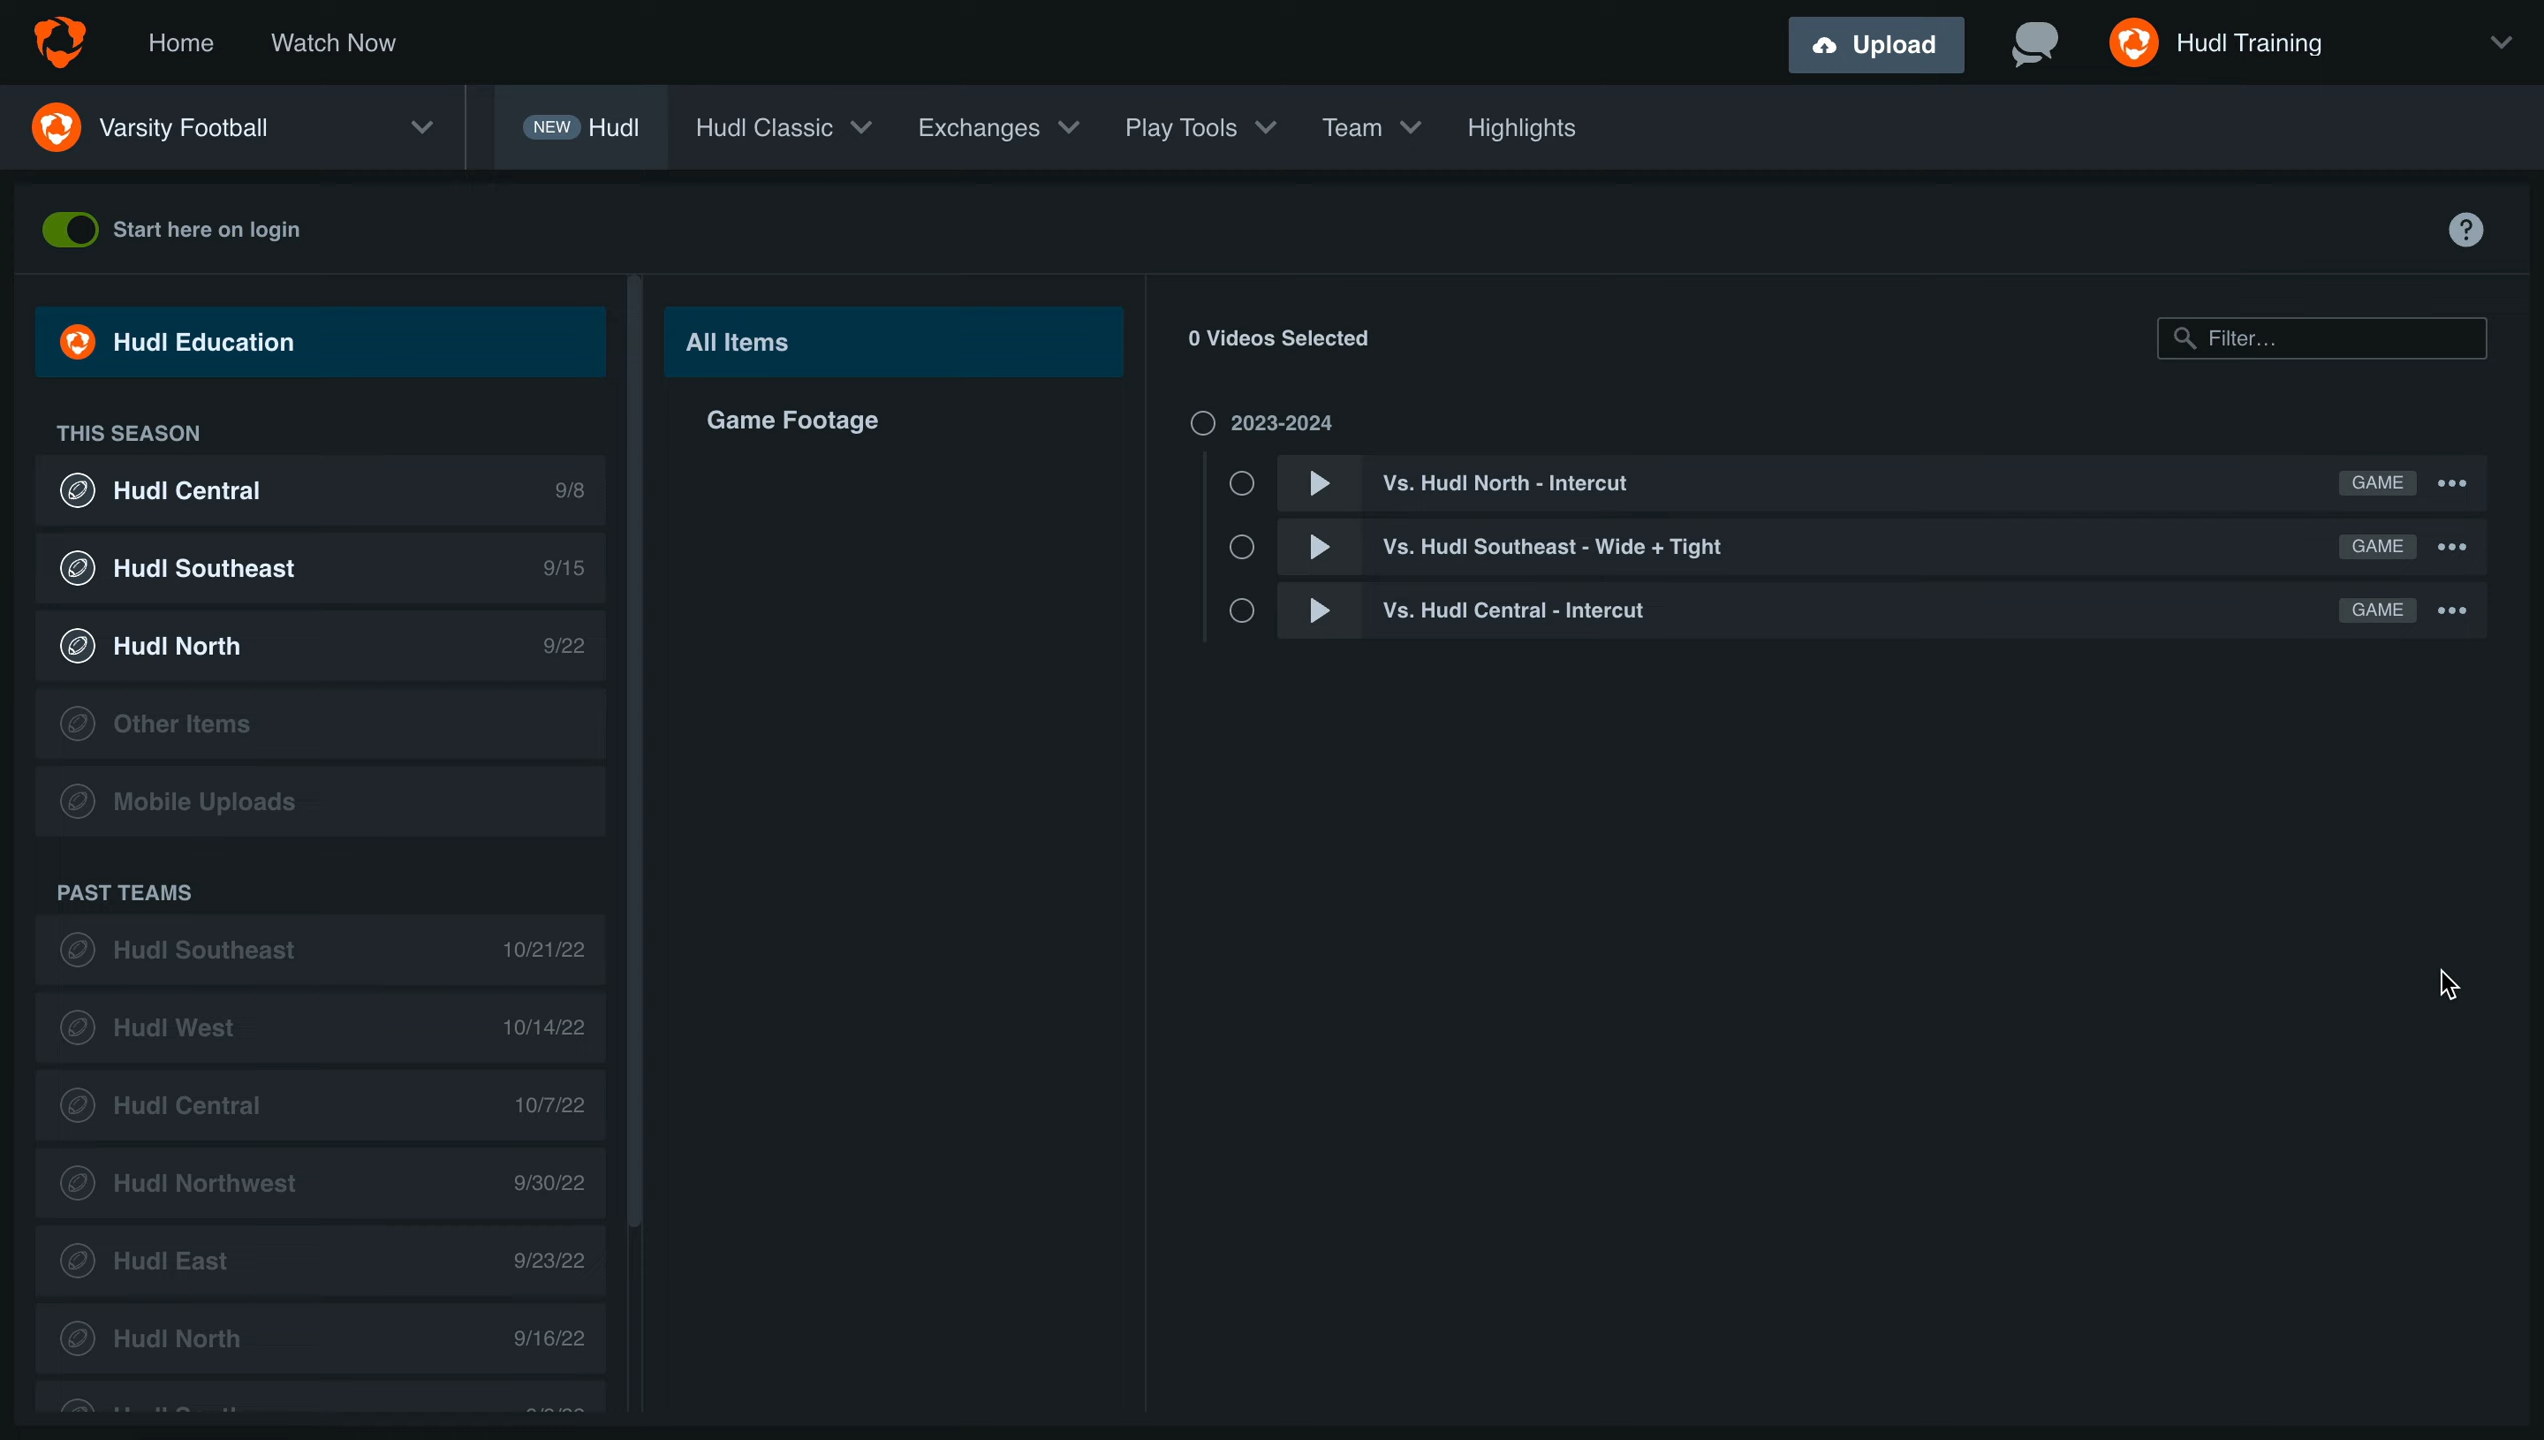 Home
Watch Now
Upload
Hudl Training
Varsity Football
NEW Hudl
Hudl Classic
Exchanges
Play Tools
Team
Highlights
Start here on login
?
Hudl Education
THIS SEASON
Hudl Central 9/8
Hudl Southeast 9/15
Hudl North 9/22
Other Items
Mobile Uploads
PAST TEAMS
Hudl Southeast 10/21/22
Hudl West 10/14/22
Hudl Central 10/7/22
Hudl Northwest 9/30/22
Hudl East 9/23/22
Hudl North 9/16/22
All Items
Game Footage
0 Videos Selected
Filter...
2023-2024
Vs. Hudl North - Intercut GAME
Vs. Hudl Southeast - Wide + Tight GAME
Vs. Hudl Central - Intercut GAME